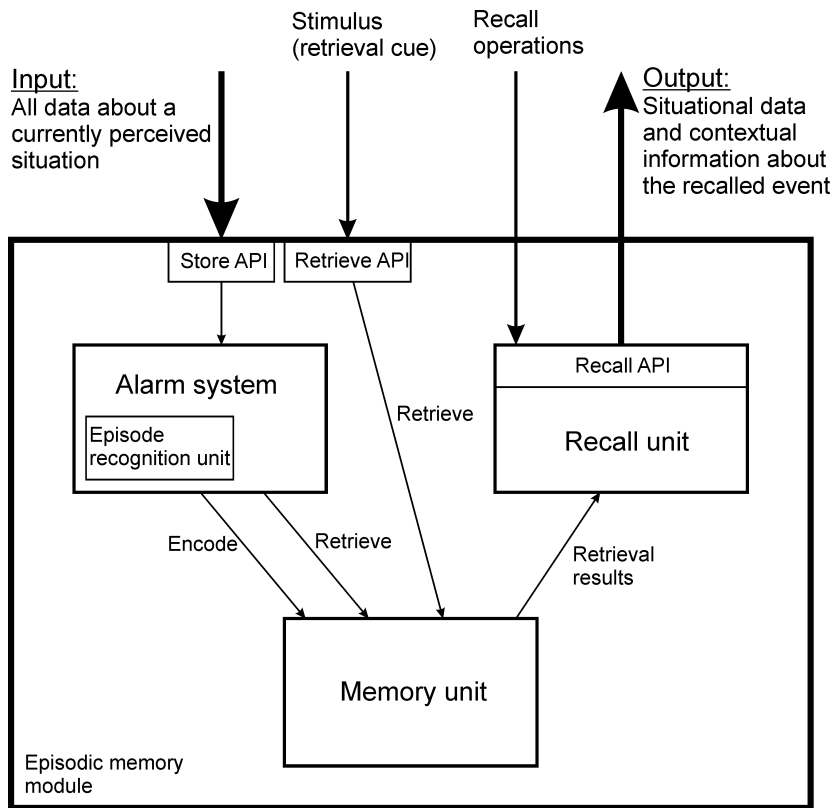 Input:
All data about a
currently perceived
situation
Stimulus
(retrieval cue)
Recall
operations
Output:
Situational data
and contextual
information about
the recalled event
Store API
Retrieve API
Alarm system
Episode
recognition unit
Retrieve
Recall API
Recall unit
Encode
Retrieve
Retrieval
results
Memory unit
Episodic memory
module